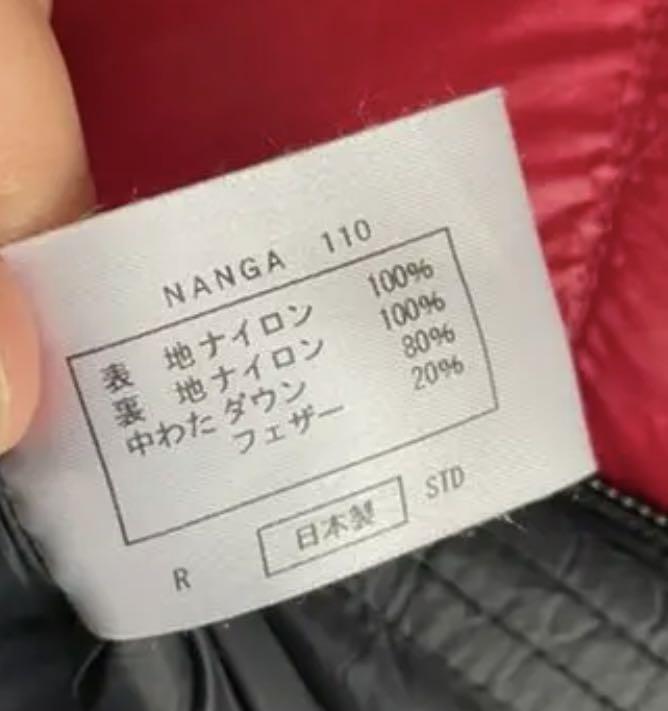 NANGA 110
表 地ナイロン 100%
裏 地ナイロン 100%
中わたダウン 80%
フェザー 20%
R 日本製 STD